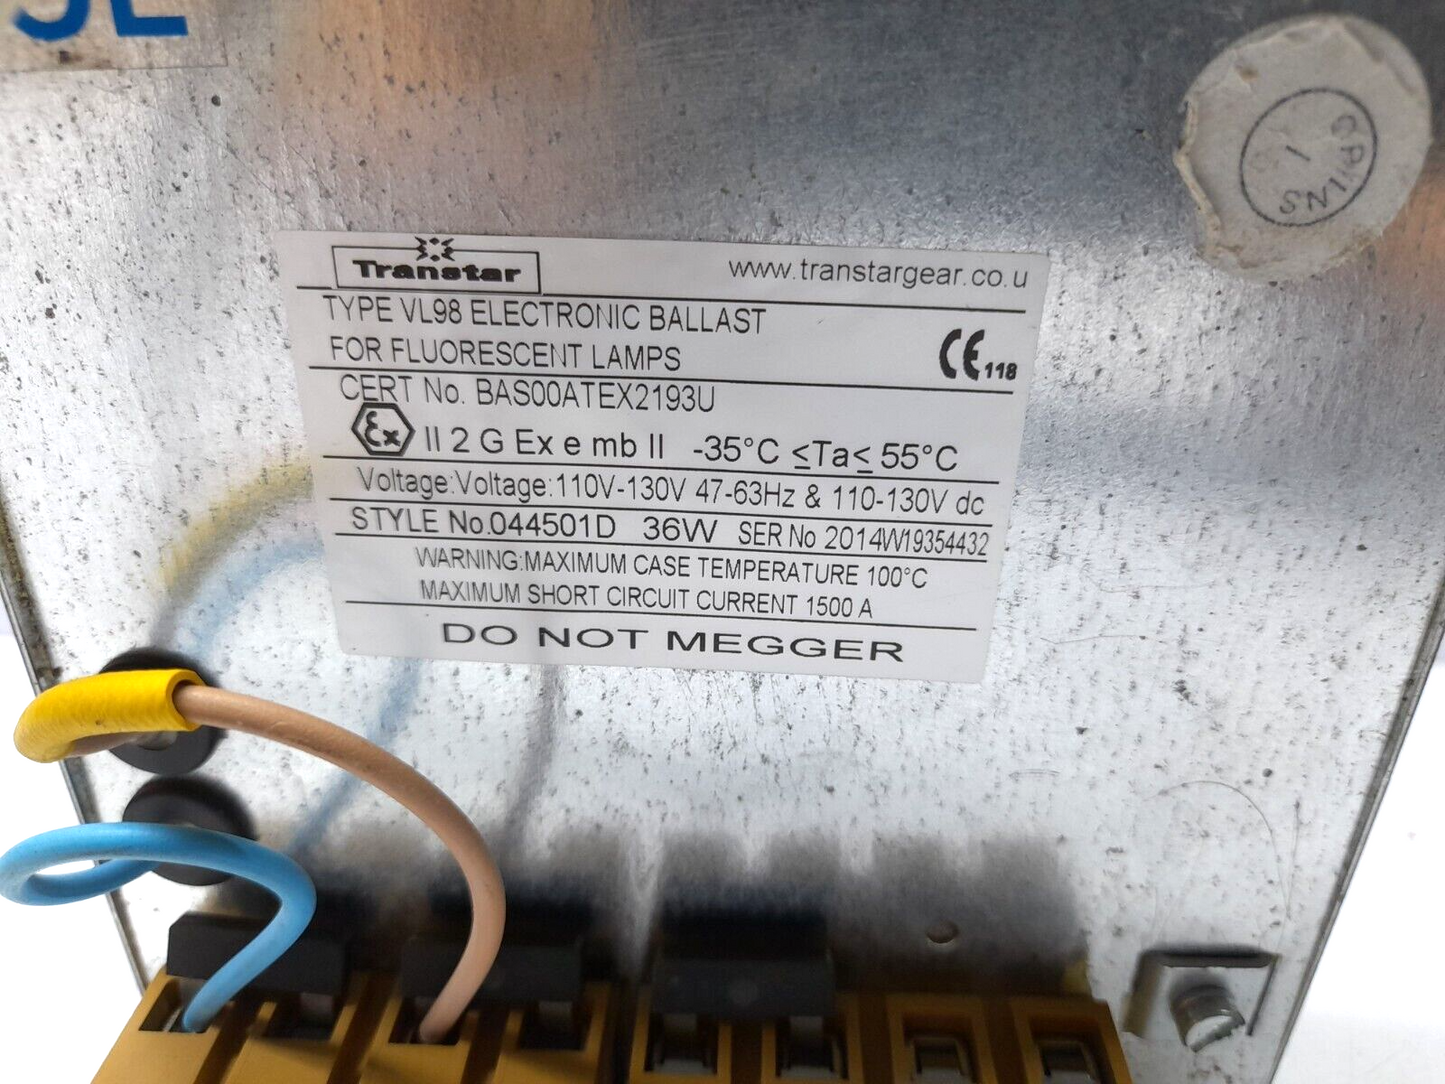 Transtar
www.transtargear.co.u
TYPE VL98 ELECTRONIC BALLAST
FOR FLUORESCENT LAMPS
CE 118
CERT No. BAS00ATEX2193U
Ex II 2 G Ex e mb II -35°C ≤Ta≤ 55°C
Voltage:Voltage:110V-130V 47-63Hz & 110-130V dc
STYLE No.044501D 36W SER No 2014W19354432
WARNING:MAXIMUM CASE TEMPERATURE 100°C
MAXIMUM SHORT CIRCUIT CURRENT 1500 A
DO NOT MEGGER